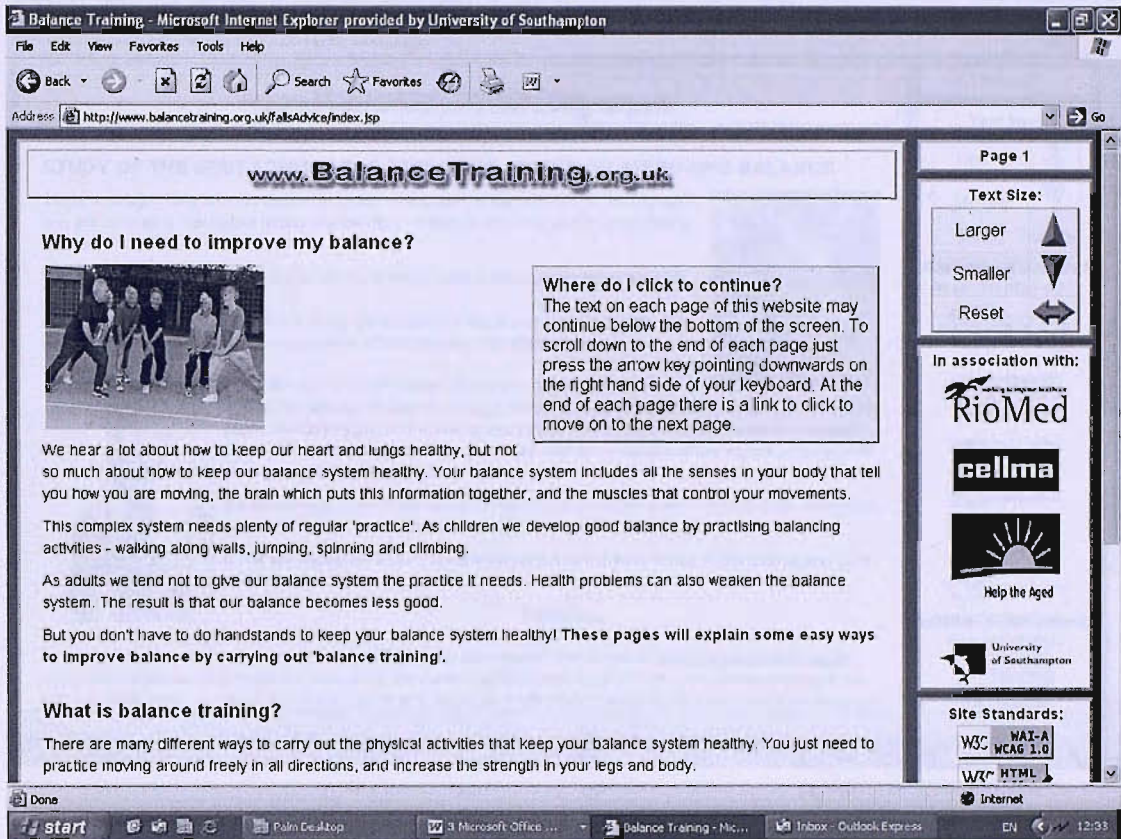 Balance Training - Microsoft Internet Explorer provided by University of Southampton
File Edit View Favorites Tools Help
Back Search Favorites
Address http://www.balancetraining.org.uk/fallsAdvice/index.jsp Go
www.BalanceTraining.org.uk
Why do I need to improve my balance?
Where do I click to continue?
The text on each page of this website may
continue below the bottom of the screen. To
scroll down to the end of each page just
press the arrow key pointing downwards on
the right hand side of your keyboard. At the
end of each page there is a link to click to
move on to the next page.
We hear a lot about how to keep our heart and lungs healthy, but not
so much about how to keep our balance system healthy. Your balance system includes all the senses in your body that tell
you how you are moving, the brain which puts this information together, and the muscles that control your movements.
This complex system needs plenty of regular 'practice'. As children we develop good balance by practising balancing
activities - walking along walls, jumping, spinning and climbing.
As adults we tend not to give our balance system the practice it needs. Health problems can also weaken the balance
system. The result is that our balance becomes less good.
But you don't have to do handstands to keep your balance system healthy! These pages will explain some easy ways
to improve balance by carrying out 'balance training'.
What is balance training?
There are many different ways to carry out the physical activities that keep your balance system healthy. You just need to
practice moving around freely in all directions, and increase the strength in your legs and body.
Page 1
Text Size:
Larger
Smaller
Reset
In association with:
RioMed
cellma
Help the Aged
University
of Southampton
Site Standards:
W3C WAI-A
WCAG 1.0
W3C HTML
Done Internet
start Palm Desktop 3 Microsoft Office ... Balance Training - Mic... Inbox - Outlook Express EN 12:33